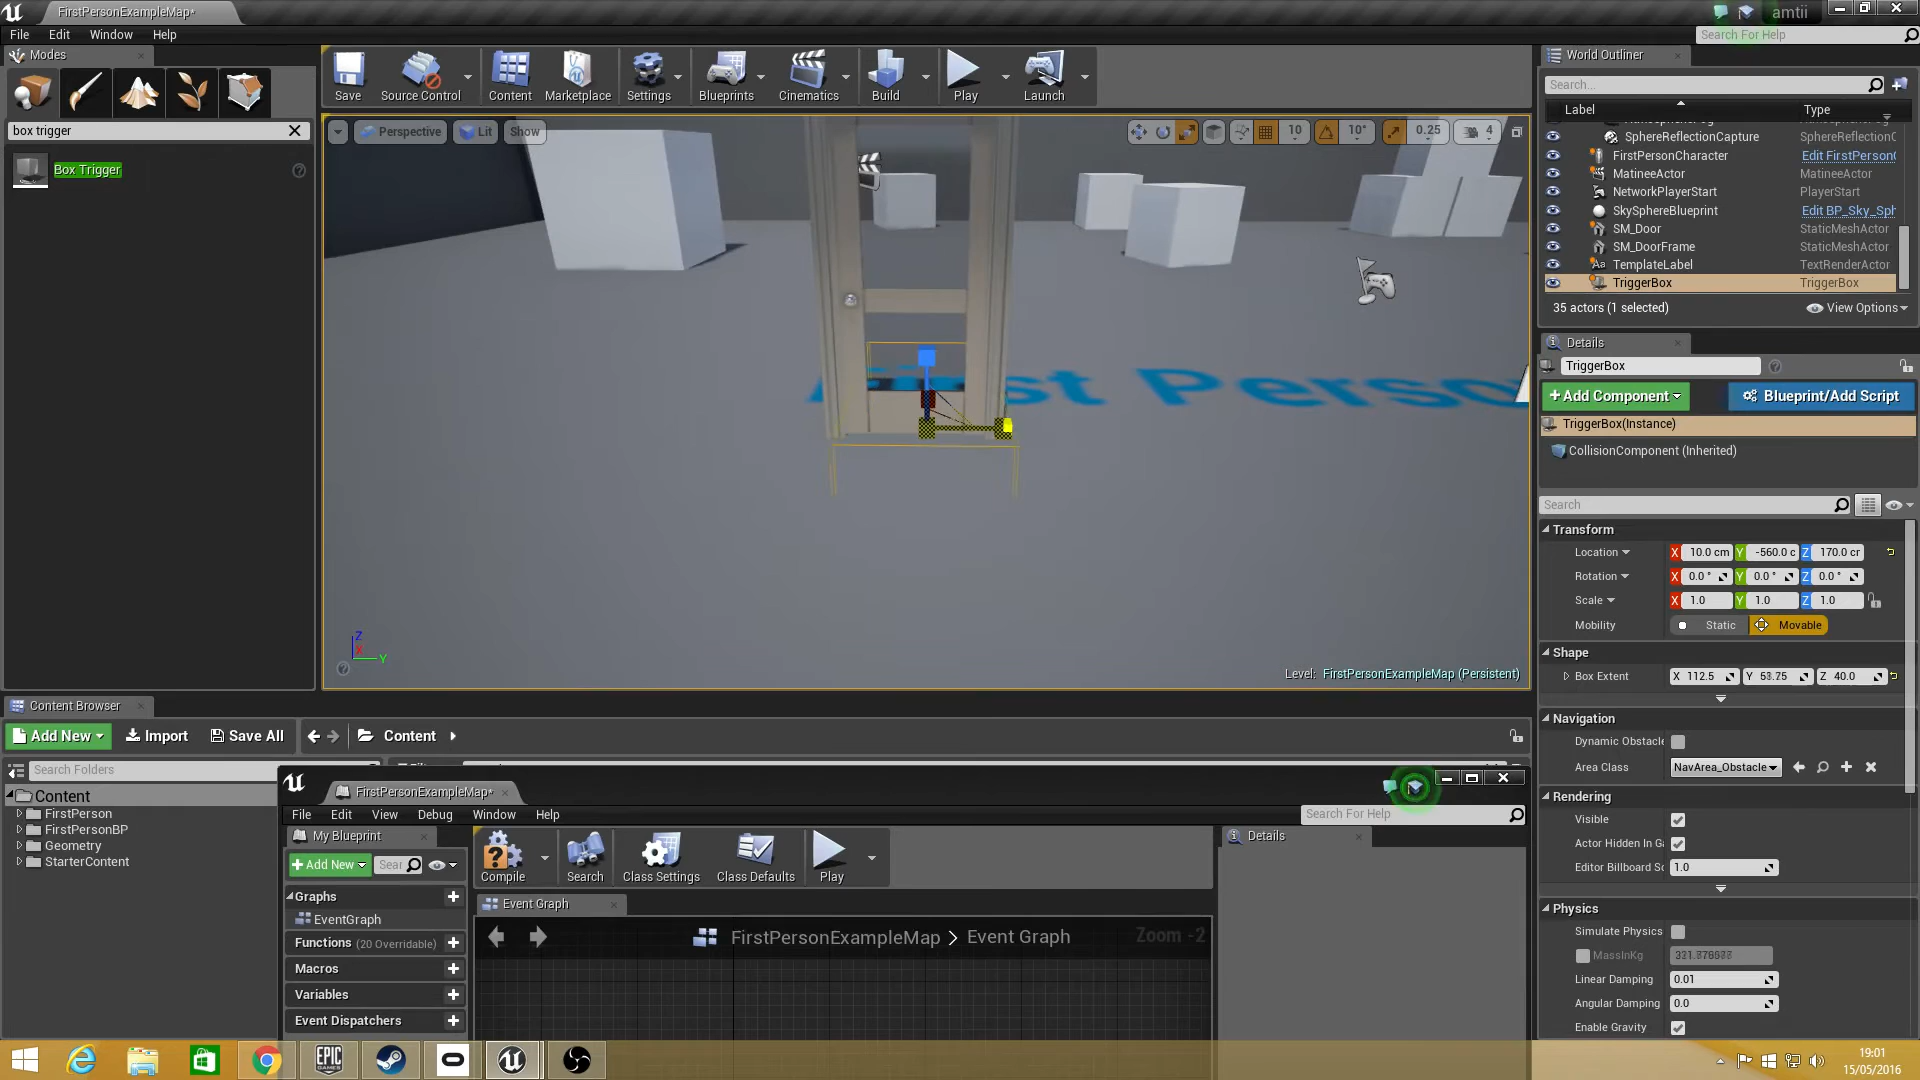 FirstPersonExampleMap*
amtii
File Edit Window Help
Search For Help
Modes
box trigger
Box Trigger
Save Source Control Content Marketplace Settings Blueprints Cinematics Build Play Launch
Perspective Lit Show
10 10° 0.25 4
First Perso
Level: FirstPersonExampleMap (Persistent)
Z
X
Y
World Outliner
Search...
Label Type
SphereReflectionCapture SphereReflectionC
FirstPersonCharacter Edit FirstPerson
MatineeActor MatineeActor
NetworkPlayerStart PlayerStart
SkySphereBlueprint Edit BP_Sky_Sph
SM_Door StaticMeshActor
SM_DoorFrame StaticMeshActor
TemplateLabel TextRenderActor
TriggerBox TriggerBox
35 actors (1 selected) View Options
Details
TriggerBox
+Add Component Blueprint/Add Script
TriggerBox(Instance)
CollisionComponent (Inherited)
Search
Transform
Location X 10.0 cm Y -560.0 c Z 170.0 cr
Rotation X 0.0 ° Y 0.0 ° Z 0.0 °
Scale X 1.0 Y 1.0 Z 1.0
Mobility Static Movable
Shape
Box Extent X 112.5 Y Z 40.0
Navigation
Dynamic Obstacle
Area Class NavArea_Obstacle
Rendering
Visible
Actor Hidden In Ga
Editor Billboard Sc 1.0
Physics
Simulate Physics
MassInKg
Linear Damping 0.01
Angular Damping 0.0
Enable Gravity
Content Browser
Add New Import Save All Content
Search Folders
Content
FirstPerson
FirstPersonBP
Geometry
StarterContent
FirstPersonExampleMap*
File Edit View Debug Window Help
Search For Help
My Blueprint
+Add New Sear
Graphs
EventGraph
Functions (20 Overridable)
Macros
Variables
Event Dispatchers
Compile Search Class Settings Class Defaults Play
Event Graph
FirstPersonExampleMap > Event Graph
Zoom -2
Details
EPIC GAMES
19:01
15/05/2016